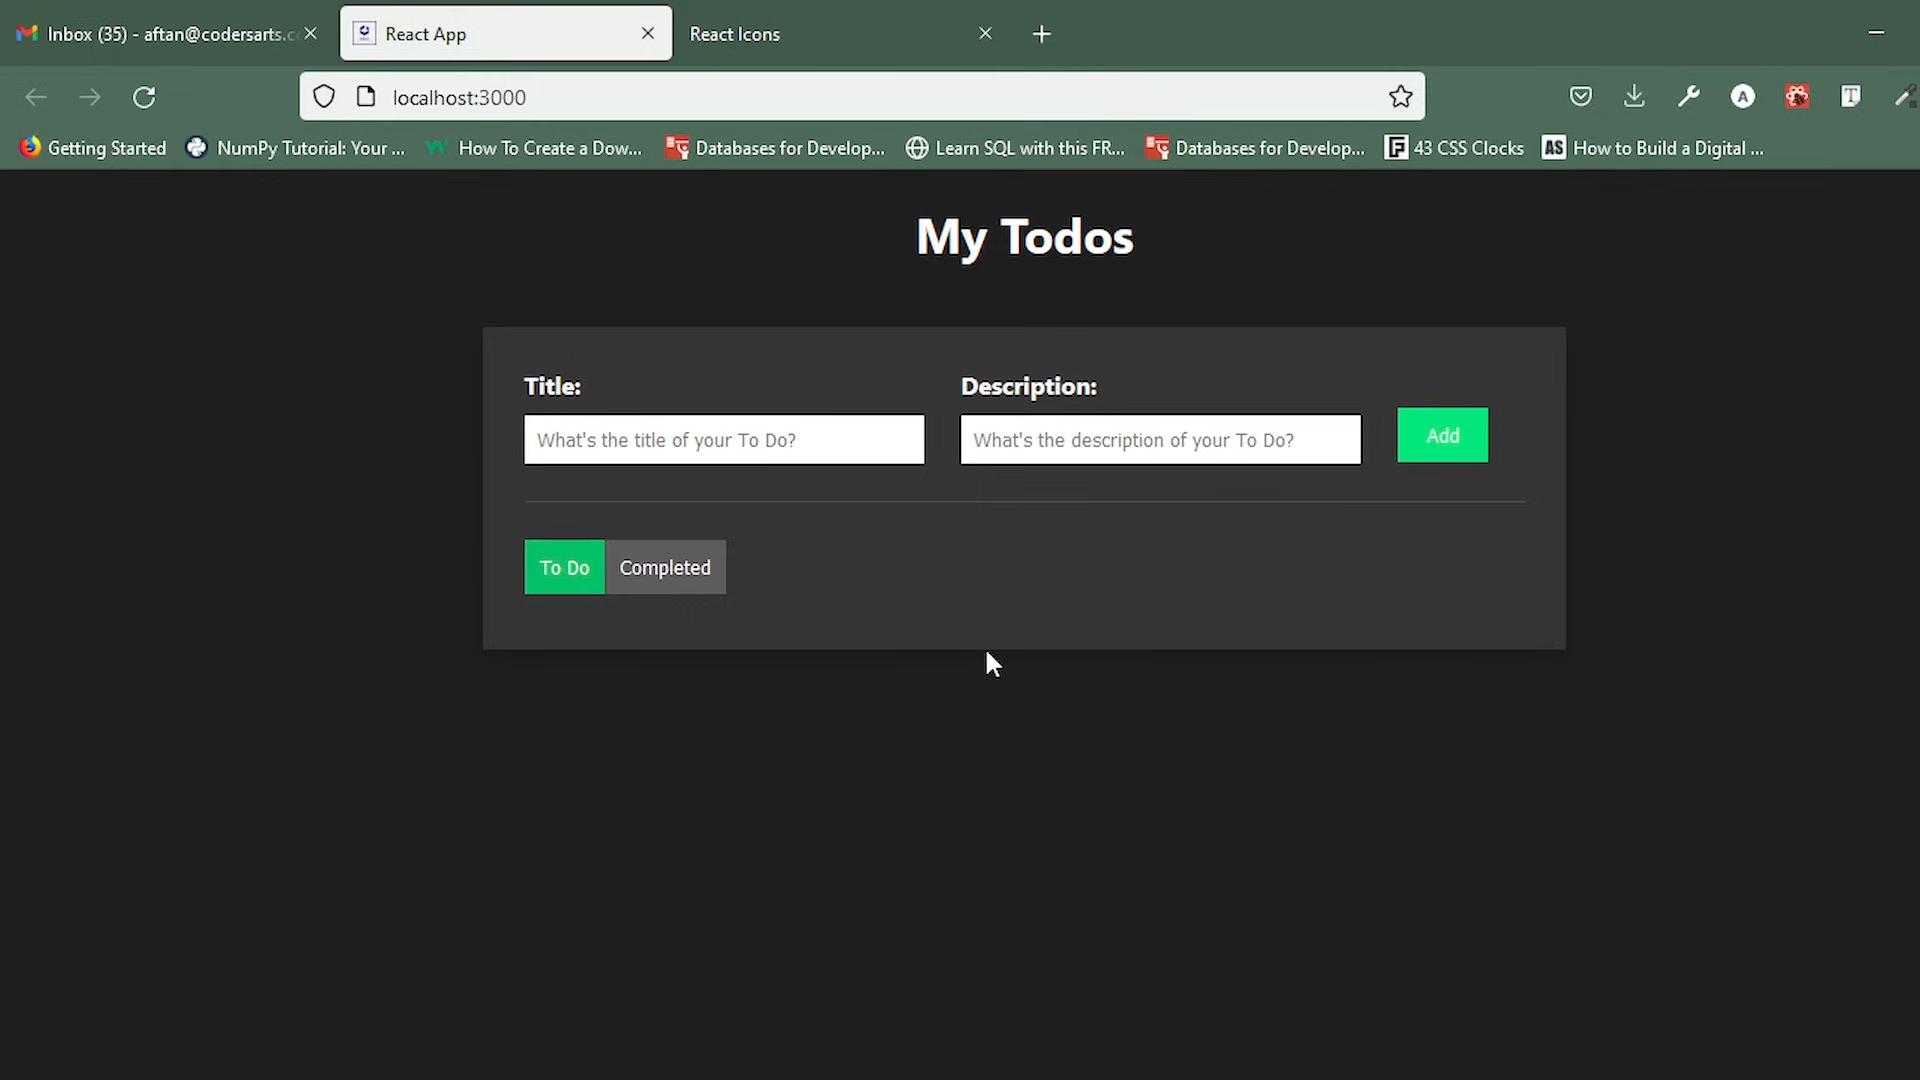 Inbox (35) - aftan@codersarts.c
React App
React Icons
localhost:3000
A
T
Getting Started
NumPy Tutorial: Your ...
W
How To Create a Dow...
Databases for Develop...
Learn SQL with this FR...
Databases for Develop...
F
43 CSS Clocks
AS
How to Build a Digital ...
My Todos
Title:
Description:
What's the title of your To Do?
What's the description of your To Do?
Add
To Do
Completed